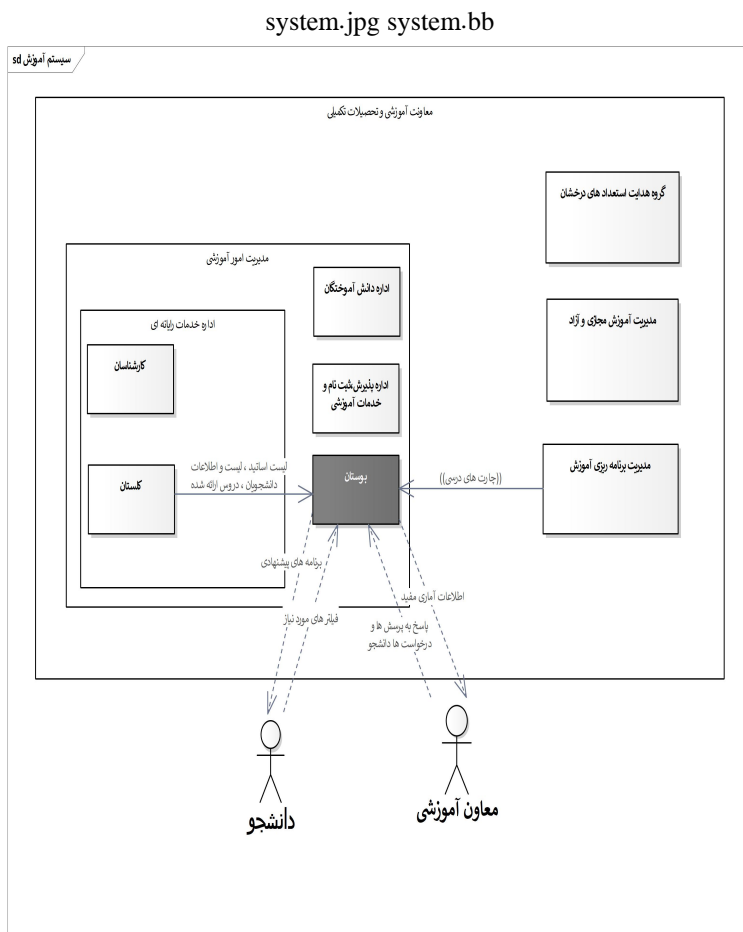 system.jpg system.bb
sd سیستم آموزش
معاونت آموزشی و تحصیلات تکمیلی
گروه هدایت استعداد های درخشان
مدیریت امور آموزشی
اداره دانش آموختگان
مدیریت آموزش مجازی و آزاد
اداره خدمات رایانه ای
کارشناسان
اداره پذیرش،ثبت نام و
خدمات آموزشی
مدیریت برنامه ریزی آموزش
لیست اساتید ، لیست و اطلاعات
دانشجویان ، دروس ارائه شده
گلستان
بوستان
((چارت های درسی))
برنامه های پیشنهادی
اطلاعات آماری مفید
فیلتر های مورد نیاز
پاسخ به پرسش ها و
درخواست ها دانشجو
دانشجو
معاون آموزشی